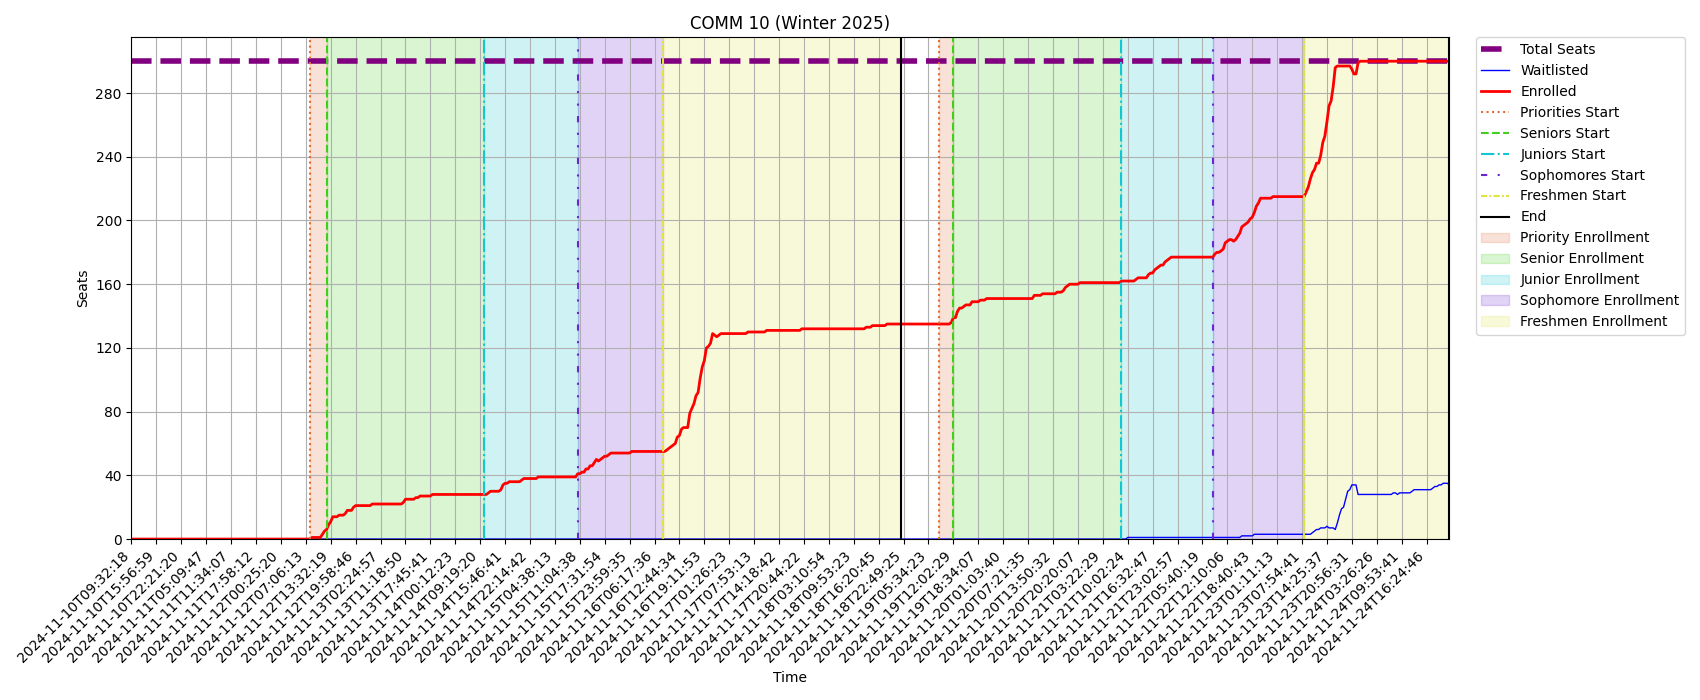 COMM 10 (Winter 2025)
Seats
280
240
200
160
120
80
40
0
2024-11-10T09:32:18
2024-11-10T15:56:59
2024-11-10T22:21:20
2024-11-11T05:09:47
2024-11-11T11:34:07
2024-11-11T17:58:12
2024-11-12T00:25:20
2024-11-12T07:06:13
2024-11-12T13:32:19
2024-11-12T19:58:46
2024-11-13T02:24:57
2024-11-13T11:18:50
2024-11-13T17:45:41
2024-11-14T00:12:23
2024-11-14T09:19:20
2024-11-14T15:46:41
2024-11-14T22:14:42
2024-11-15T04:38:13
2024-11-15T11:04:38
2024-11-15T17:31:54
2024-11-15T23:59:35
2024-11-16T06:17:36
2024-11-16T12:44:34
2024-11-16T19:11:53
2024-11-17T01:26:23
2024-11-17T07:53:13
2024-11-17T14:18:42
2024-11-17T20:44:22
2024-11-18T03:10:54
2024-11-18T09:53:23
2024-11-18T16:20:45
2024-11-18T22:49:25
2024-11-19T05:34:23
2024-11-19T12:02:29
2024-11-19T18:34:07
2024-11-20T01:03:40
2024-11-20T07:21:35
2024-11-20T13:50:32
2024-11-20T20:20:07
2024-11-21T03:22:29
2024-11-21T10:02:24
2024-11-21T16:32:47
2024-11-21T23:02:57
2024-11-22T05:40:19
2024-11-22T12:10:06
2024-11-22T18:40:43
2024-11-23T01:11:13
2024-11-23T07:54:41
2024-11-23T14:25:37
2024-11-23T20:56:31
2024-11-24T03:26:26
2024-11-24T09:53:41
2024-11-24T16:24:46
Time
Total Seats
Waitlisted
Enrolled
Priorities Start
Seniors Start
Juniors Start
Sophomores Start
Freshmen Start
End
Priority Enrollment
Senior Enrollment
Junior Enrollment
Sophomore Enrollment
Freshmen Enrollment